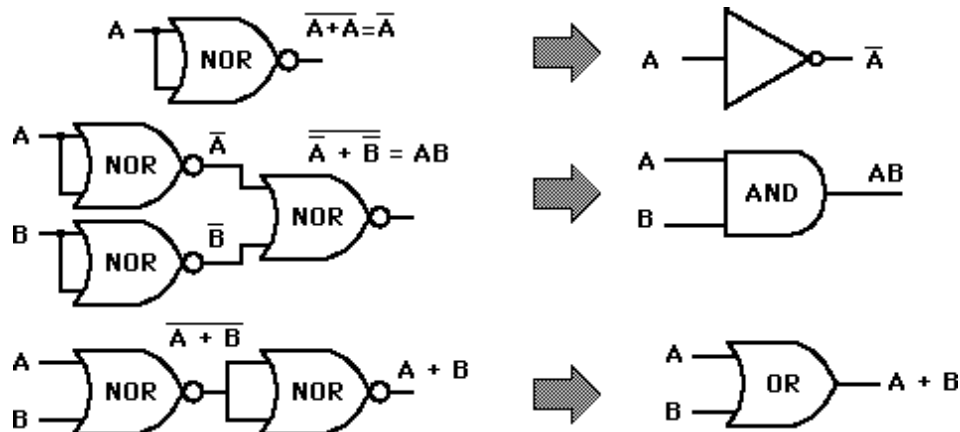 A NOR A̅+̅A̅=A̅ A A̅
A NOR A̅ A̅̅ ̅+̅ ̅B̅̅ = AB A AB
NOR AND
B NOR B̅ B
A̅ ̅+̅ ̅B̅
A NOR NOR A + B A OR A + B
B B